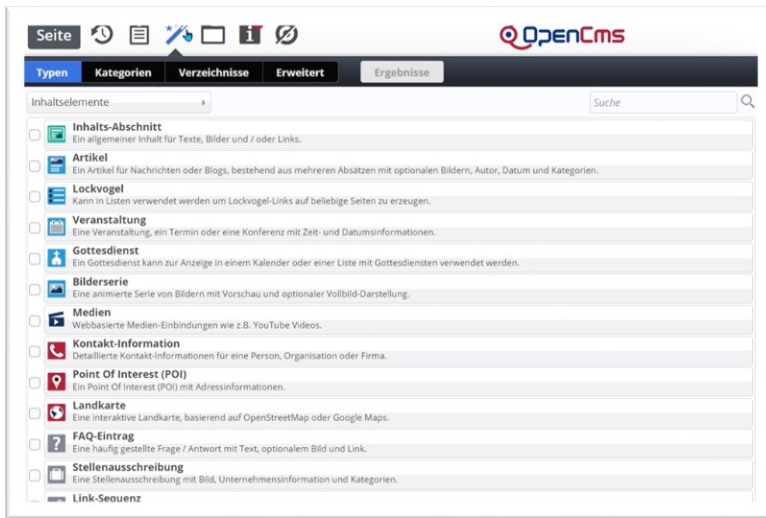 Seite
OpenCms
Typen Kategorien Verzeichnisse Erweitert Ergebnisse
Inhaltselemente Suche
Inhalts-Abschnitt
Ein allgemeiner Inhalt für Texte, Bilder und / oder Links.
Artikel
Ein Artikel für Nachrichten oder Blogs, bestehend aus mehreren Absätzen mit optionalen Bildern, Autor, Datum und Kategorien.
Lockvogel
Kann in Listen verwendet werden um Lockvogel-Links auf beliebige Seiten zu erzeugen.
Veranstaltung
Eine Veranstaltung, ein Termin oder eine Konferenz mit Zeit- und Datumsinformationen.
Gottesdienst
Ein Gottesdienst kann zur Anzeige in einem Kalender oder einer Liste mit Gottesdiensten verwendet werden.
Bilderserie
Eine animierte Serie von Bildern mit Vorschau und optionaler Vollbild-Darstellung.
Medien
Webbasierte Medien-Einbindungen wie z.B. YouTube Videos.
Kontakt-Information
Detaillierte Kontakt-Informationen für eine Person, Organisation oder Firma.
Point Of Interest (POI)
Ein Point Of Interest (POI) mit Adressinformationen.
Landkarte
Eine interaktive Landkarte, basierend auf OpenStreetMap oder Google Maps.
FAQ-Eintrag
Eine häufig gestellte Frage / Antwort mit Text, optionalem Bild und Link.
Stellenausschreibung
Eine Stellenausschreibung mit Bild, Unternehmensinformation und Kategorien.
Link-Sequenz